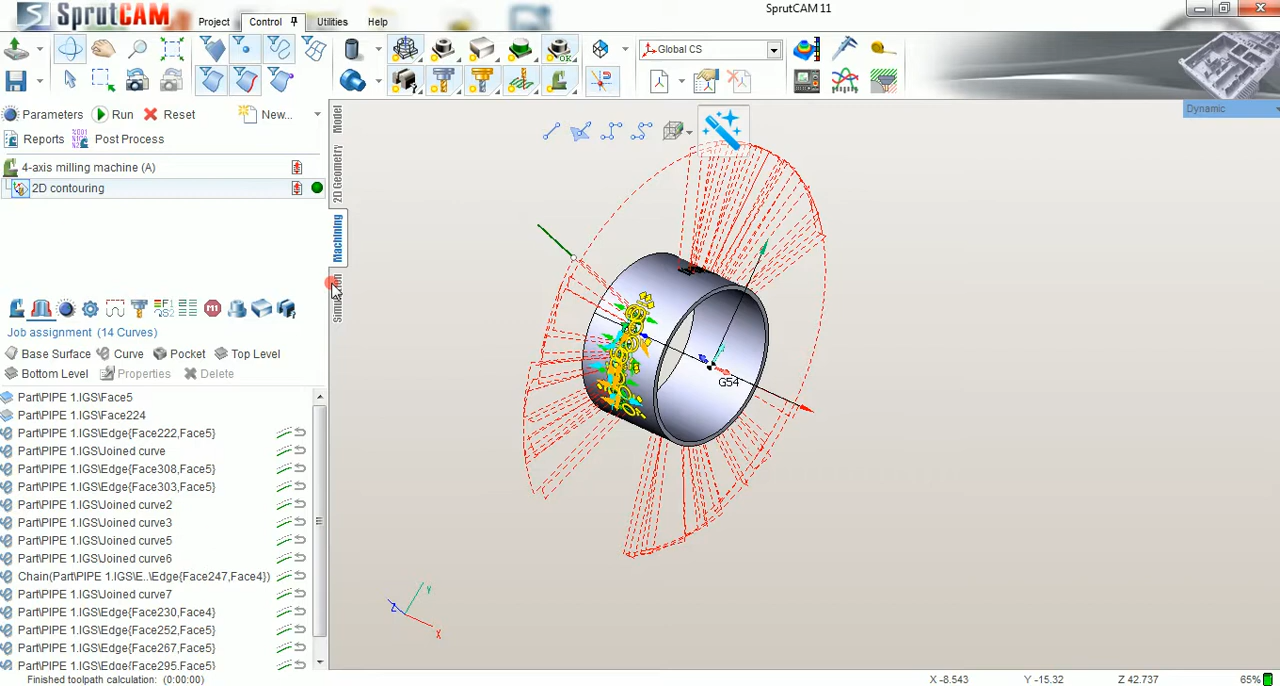 SprutCAM
Project
Control
Utilities
Help
SprutCAM 11
Global CS
Dynamic
Parameters
Run
Reset
New...
Reports
Post Process
4-axis milling machine (A)
2D contouring
Model
2D Geometry
Machining
Simulation
Job assignment (14 Curves)
Base Surface
Curve
Pocket
Top Level
Bottom Level
Properties
Delete
Part\PIPE 1.IGS\Face5
Part\PIPE 1.IGS\Face224
Part\PIPE 1.IGS\Edge{Face222,Face5}
Part\PIPE 1.IGS\Joined curve
Part\PIPE 1.IGS\Edge{Face308,Face5}
Part\PIPE 1.IGS\Edge{Face303,Face5}
Part\PIPE 1.IGS\Joined curve2
Part\PIPE 1.IGS\Joined curve3
Part\PIPE 1.IGS\Joined curve5
Part\PIPE 1.IGS\Joined curve6
Chain(Part\PIPE 1.IGS\E..\Edge{Face247,Face4})
Part\PIPE 1.IGS\Joined curve7
Part\PIPE 1.IGS\Edge{Face230,Face4}
Part\PIPE 1.IGS\Edge{Face252,Face5}
Part\PIPE 1.IGS\Edge{Face267,Face5}
Part\PIPE 1.IGS\Edge{Face295,Face5}
G54
Z
Y
X
Finished toolpath calculation: (0:00:00)
X -8.543
Y -15.32
Z 42.737
65%